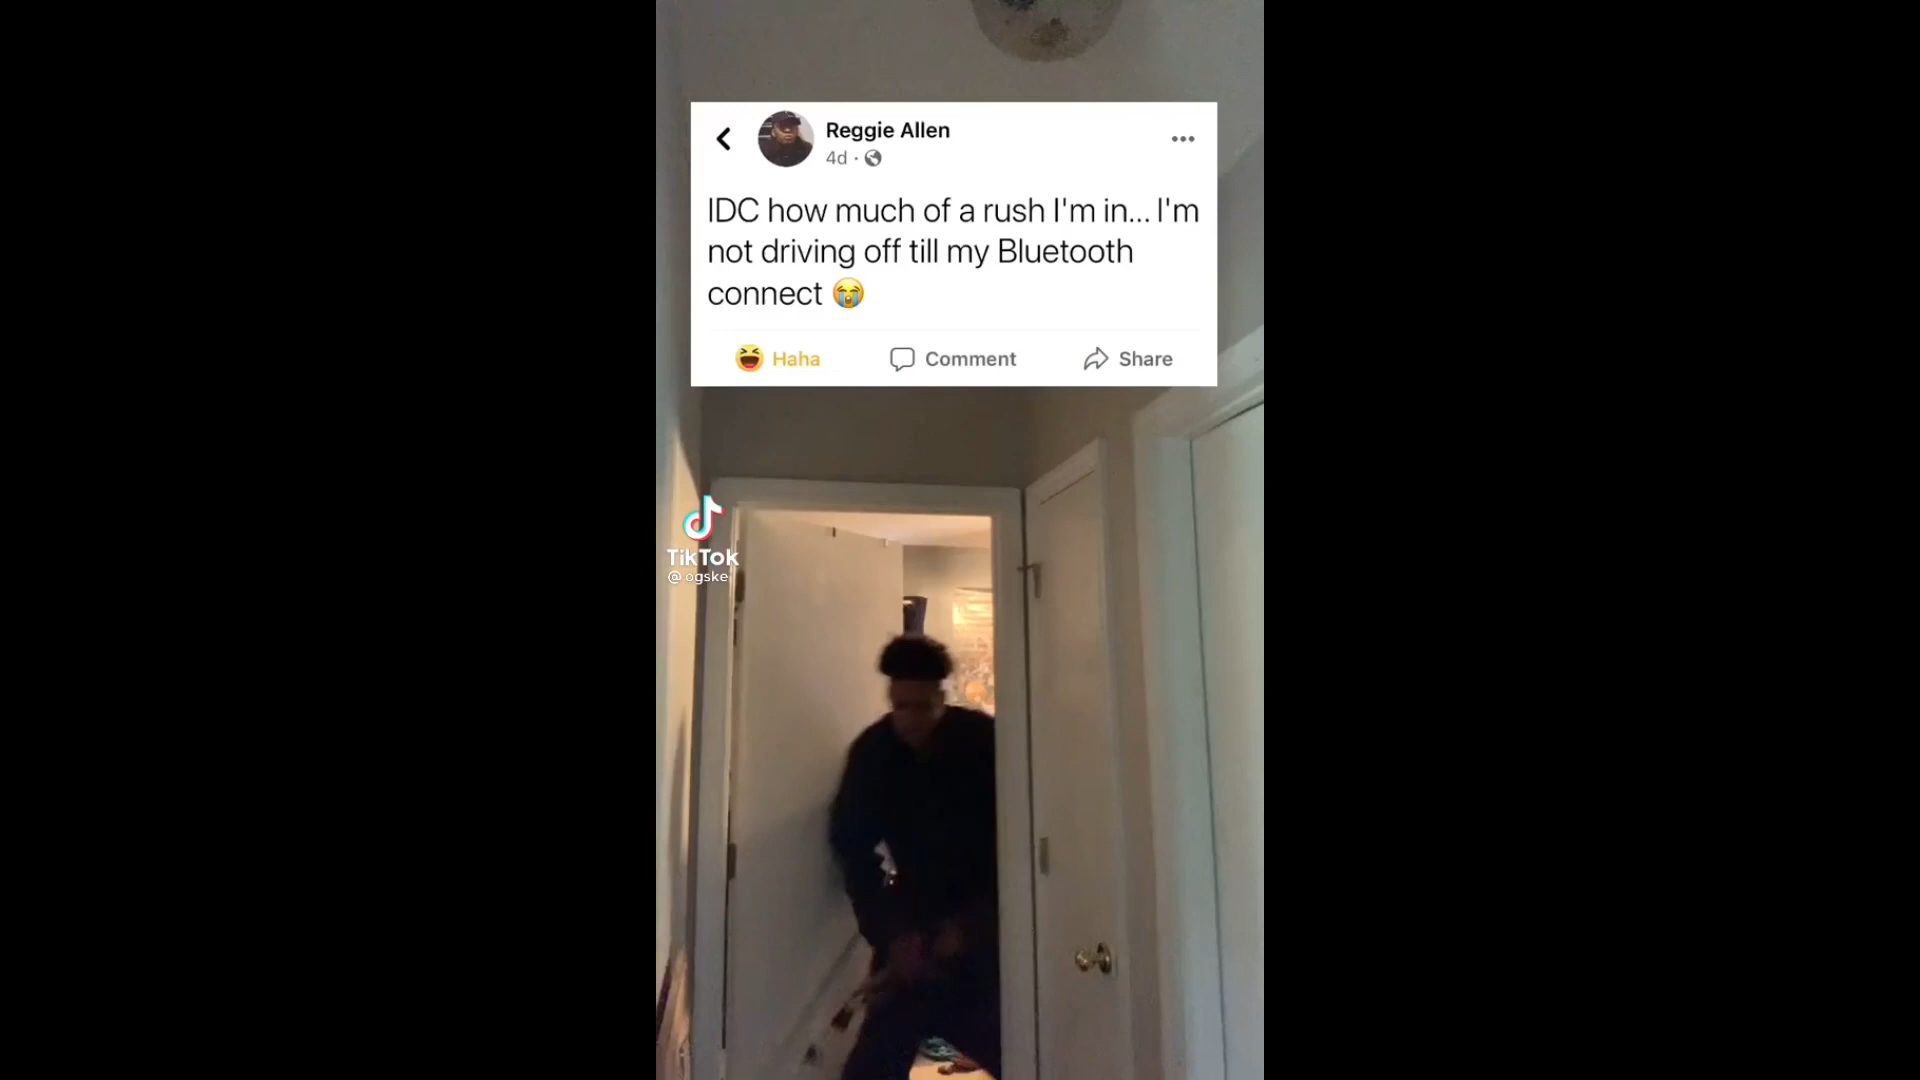 Reggie Allen
4d ·
IDC how much of a rush I'm in... I'm
not driving off till my Bluetooth
connect 😭
Haha
Comment
Share
TikTok
@ogske